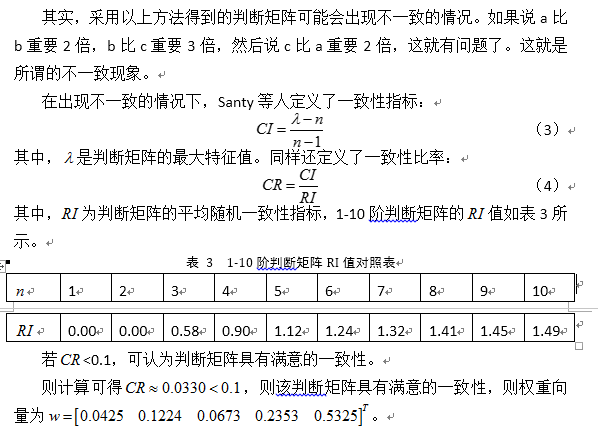 其实，采用以上方法得到的判断矩阵可能会出现不一致的情况。如果说 a 比
b 重要 2 倍，b 比 c 重要 3 倍，然后说 c 比 a 重要 2 倍，这就有问题了。这就是
所谓的不一致现象。
在出现不一致的情况下，Santy 等人定义了一致性指标：
CI = (λ − n) / (n − 1) （3）
其中，λ 是判断矩阵的最大特征值。同样还定义了一致性比率：
CR = CI / RI （4）
其中，RI 为判断矩阵的平均随机一致性指标，1-10 阶判断矩阵的 RI 值如表 3 所
示。
表 3 1-10 阶判断矩阵 RI 值对照表
n 1 2 3 4 5 6 7 8 9 10
RI 0.00 0.00 0.58 0.90 1.12 1.24 1.32 1.41 1.45 1.49
若 CR<0.1，可认为判断矩阵具有满意的一致性。
则计算可得 CR ≈ 0.0330 < 0.1，则该判断矩阵具有满意的一致性，则权重向
量为 w = [0.0425 0.1224 0.0673 0.2353 0.5325]^T 。